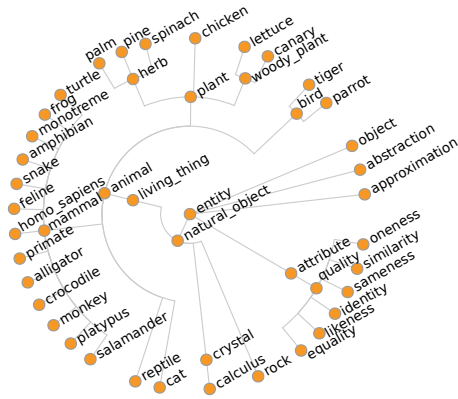 chicken
pine
spinach
palm
lettuce
canary
woody_plant
herb
turtle
plant
tiger
bird
parrot
frog
monotreme
amphibian
object
snake
abstraction
living_thing
animal
feline
approximation
homo_sapiens
mammal
entity
natural_object
primate
oneness
attribute
similarity
quality
sameness
alligator
identity
crocodile
likeness
monkey
equality
platypus
salamander
crystal
reptile
rock
cat
calculus